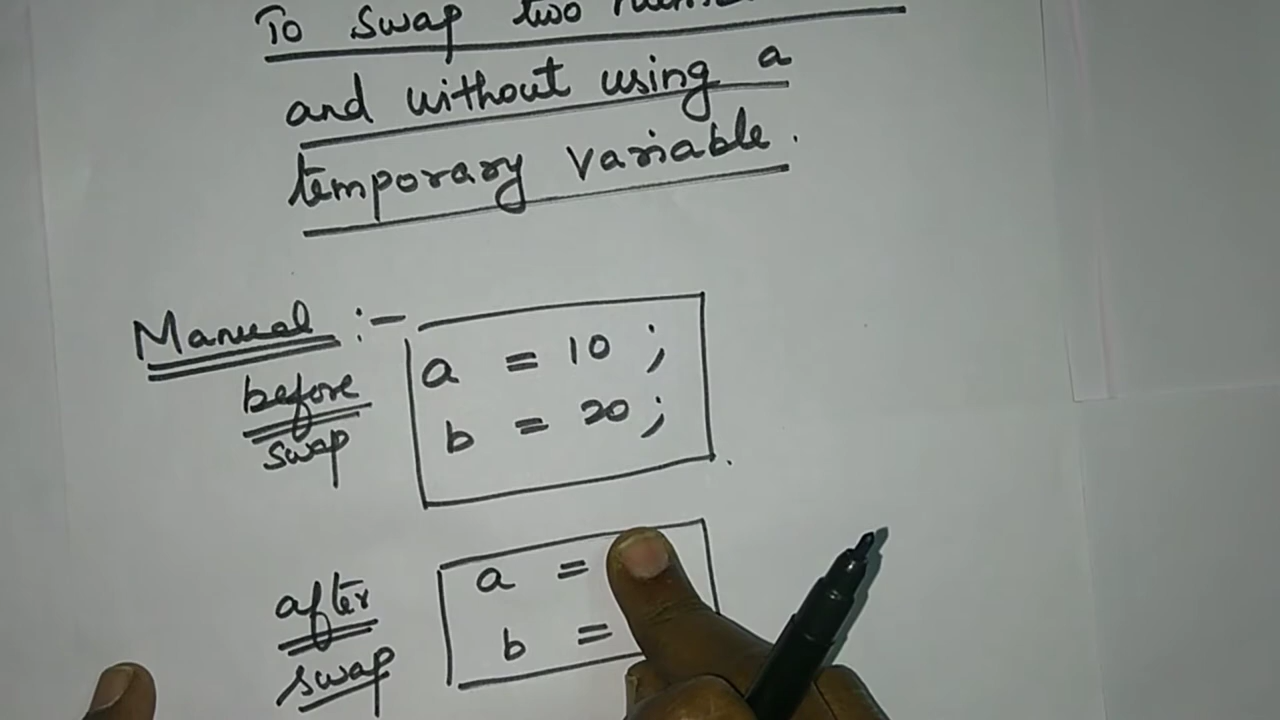 To swap two
and without using a
temporary variable.
Manual :-
before
swap
a = 10 ;
b = 20 ;
after
swap
a =
b =